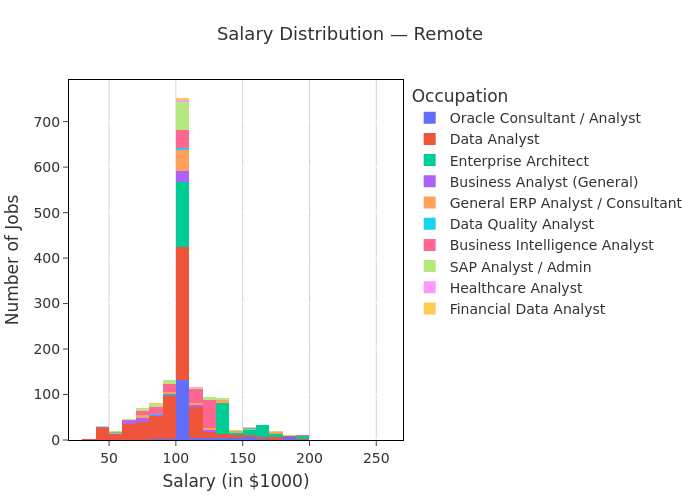 Salary Distribution — Remote
Occupation
Oracle Consultant / Analyst
Data Analyst
Enterprise Architect
Business Analyst (General)
General ERP Analyst / Consultant
Data Quality Analyst
Business Intelligence Analyst
SAP Analyst / Admin
Healthcare Analyst
Financial Data Analyst
Number of Jobs
700
600
500
400
300
200
100
0
50 100 150 200 250
Salary (in $1000)